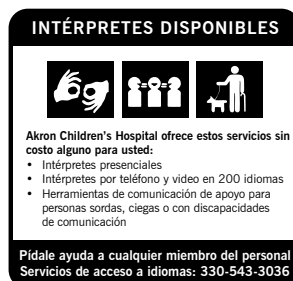 INTÉRPRETES DISPONIBLES
Akron Children's Hospital ofrece estos servicios sin
costo alguno para usted:
• Intérpretes presenciales
• Intérpretes por teléfono y video en 200 idiomas
• Herramientas de comunicación de apoyo para
personas sordas, ciegas o con discapacidades
de comunicación
Pídale ayuda a cualquier miembro del personal
Servicios de acceso a idiomas: 330-543-3036